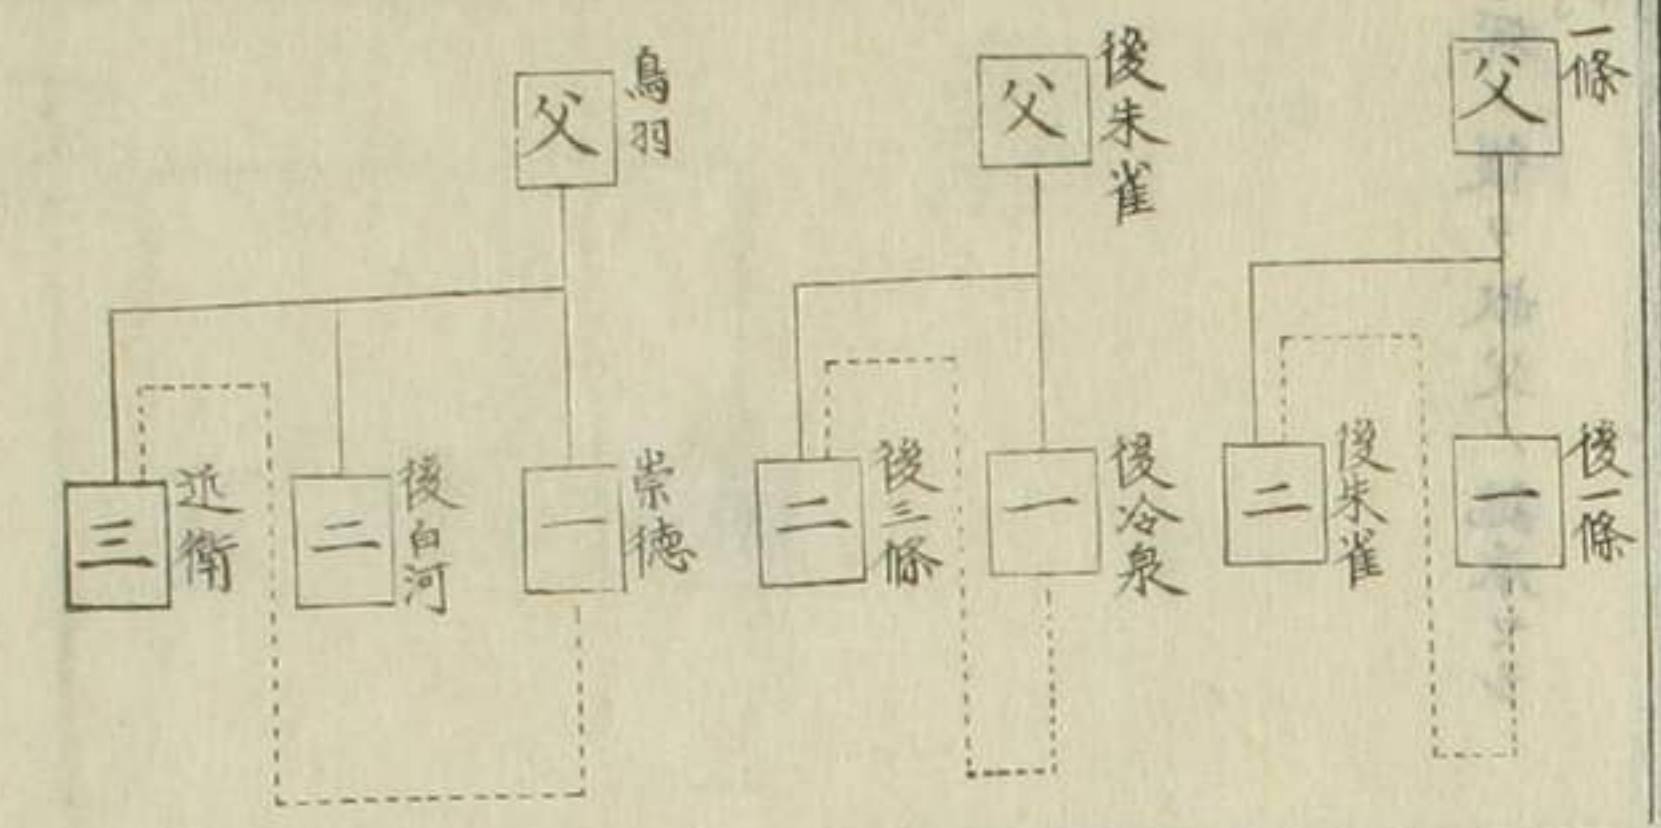 一條
父
後一條
一
後朱雀
二
後朱雀
父
後冷泉
一
後三條
二
鳥羽
父
崇徳
一
後白河
二
近衛
三